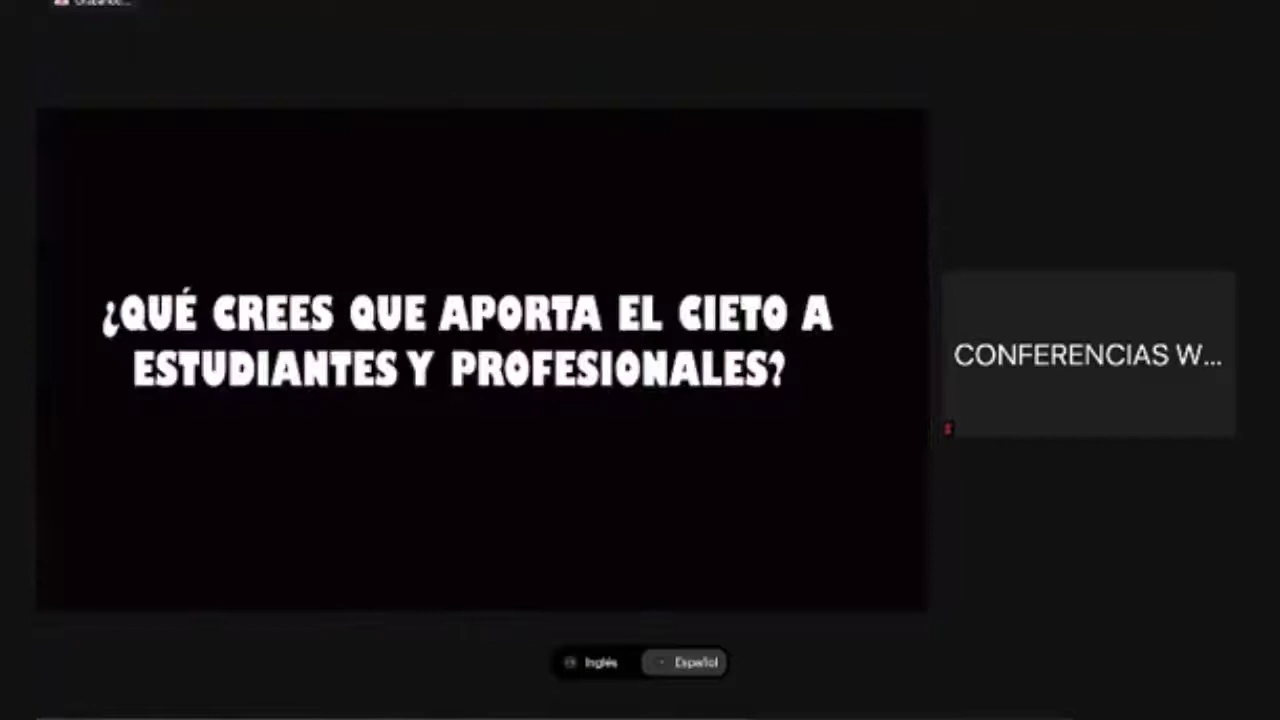 ¿QUÉ CREES QUE APORTA EL CIETO A
ESTUDIANTES Y PROFESIONALES?
CONFERENCIAS W...
Inglés
Español